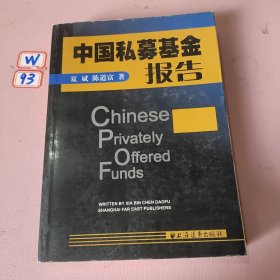 W
93
中国私募基金
报告
夏 斌 陈道富 著
Chinese
Privately
Offered
Funds
WRITTEN BY XIA BIN CHEN DAOFU
SHANGHAI FAR EAST PUBLISHERS
上海远东出版社